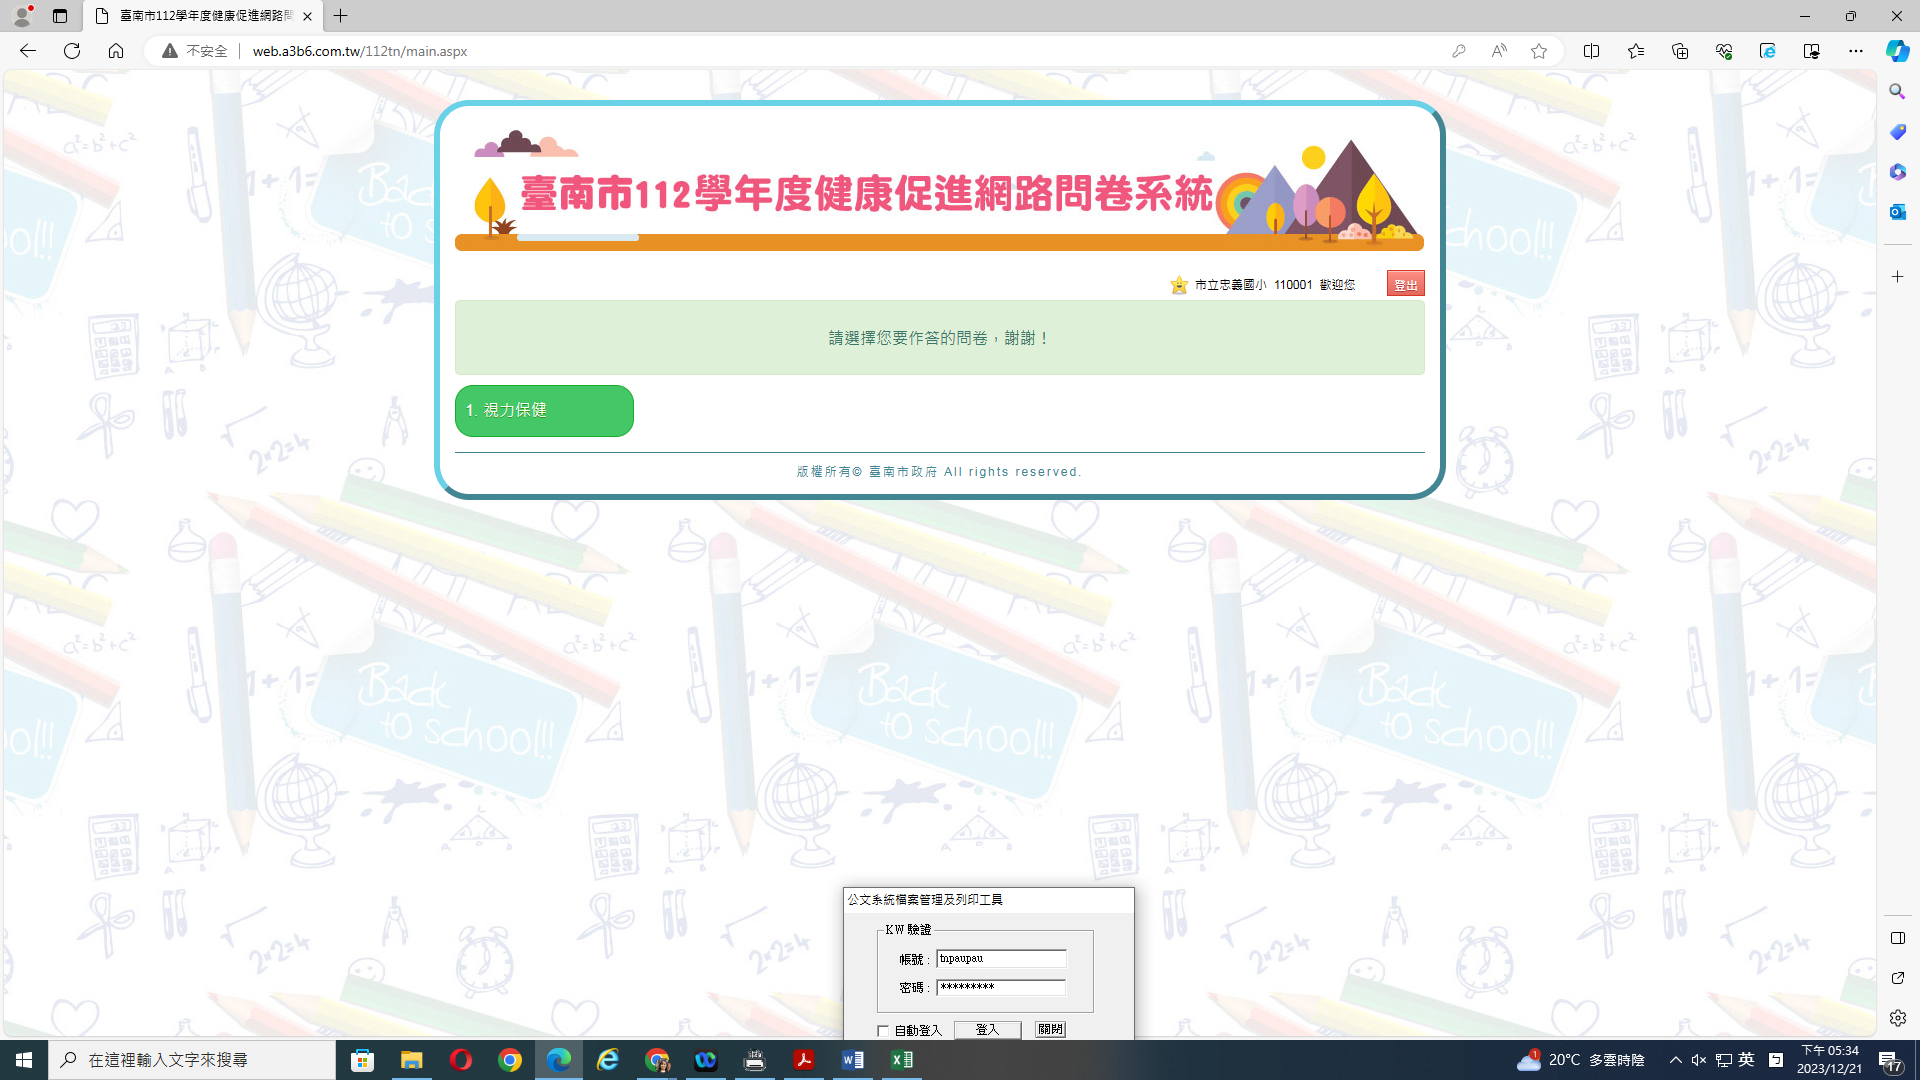 臺南市112學年度健康促進網路問
不安全
web.a3b6.com.tw/112tn/main.aspx
臺南市112學年度健康促進網路問卷系統
市立忠義國小 110001 歡迎您
登出
請選擇您要作答的問卷，謝謝！
1. 視力保健
版權所有© 臺南市政府 All rights reserved.
Back to school!!!
公文系統檔案管理及列印工具
KW 驗證
帳號：
tnpaupau
密碼：
*********
自動登入
登入
關閉
在這裡輸入文字來搜尋
20°C 多雲時陰
英
下午 05:34
2023/12/21
17